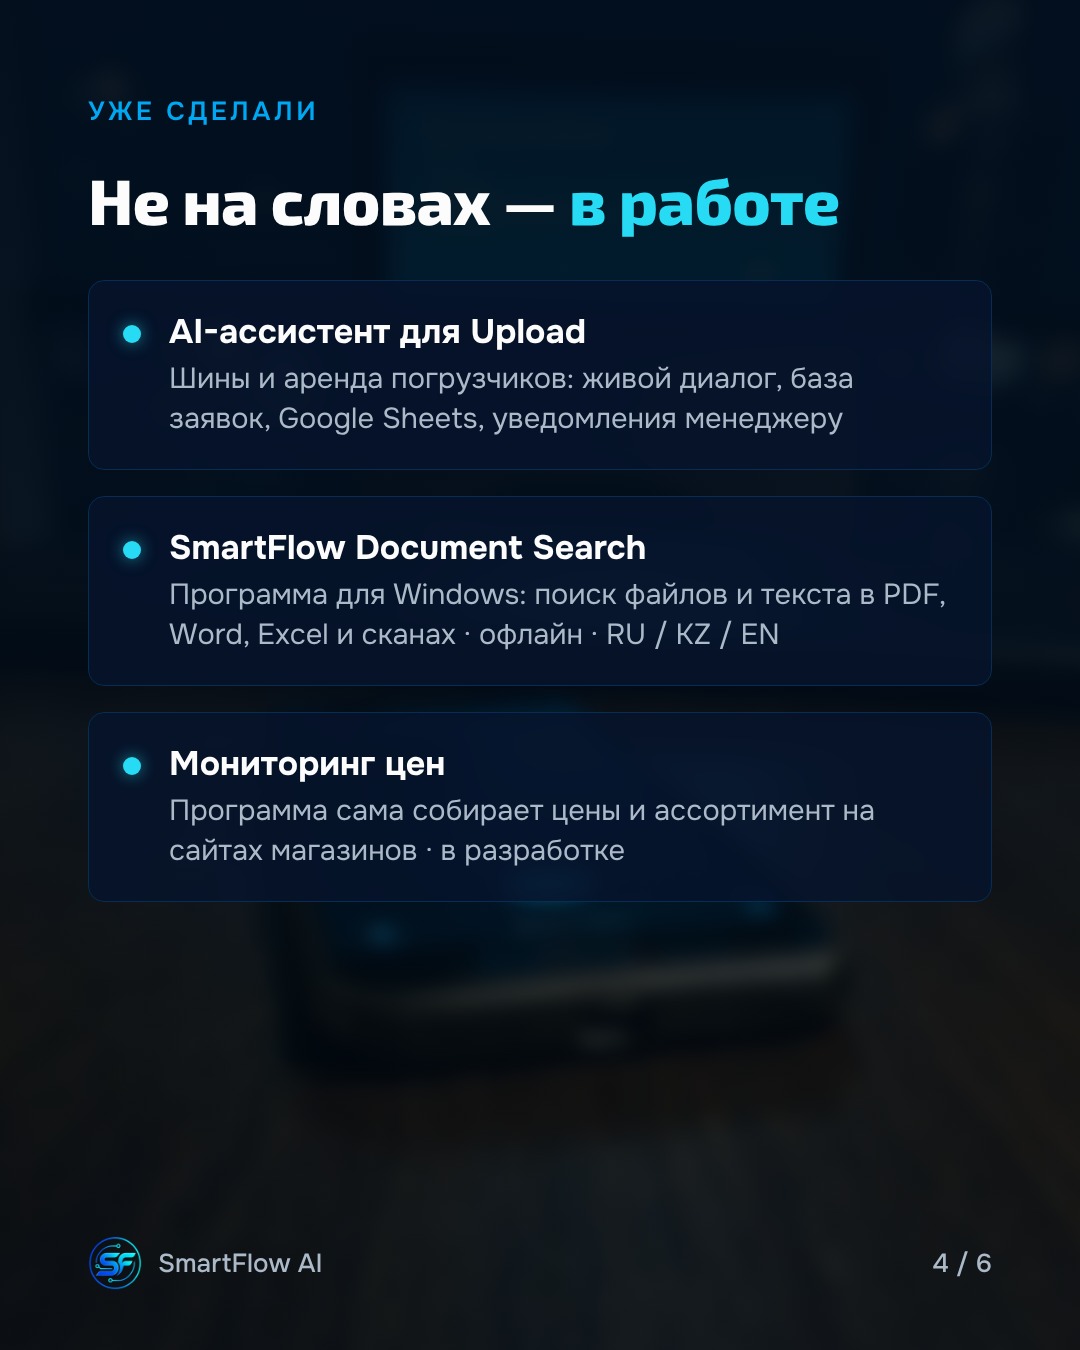 УЖЕ СДЕЛАЛИ
Не на словах — в работе
AI-ассистент для Upload
Шины и аренда погрузчиков: живой диалог, база
заявок, Google Sheets, уведомления менеджеру
SmartFlow Document Search
Программа для Windows: поиск файлов и текста в PDF,
Word, Excel и сканах · офлайн · RU / KZ / EN
Мониторинг цен
Программа сама собирает цены и ассортимент на
сайтах магазинов · в разработке
SF SmartFlow AI
4 / 6